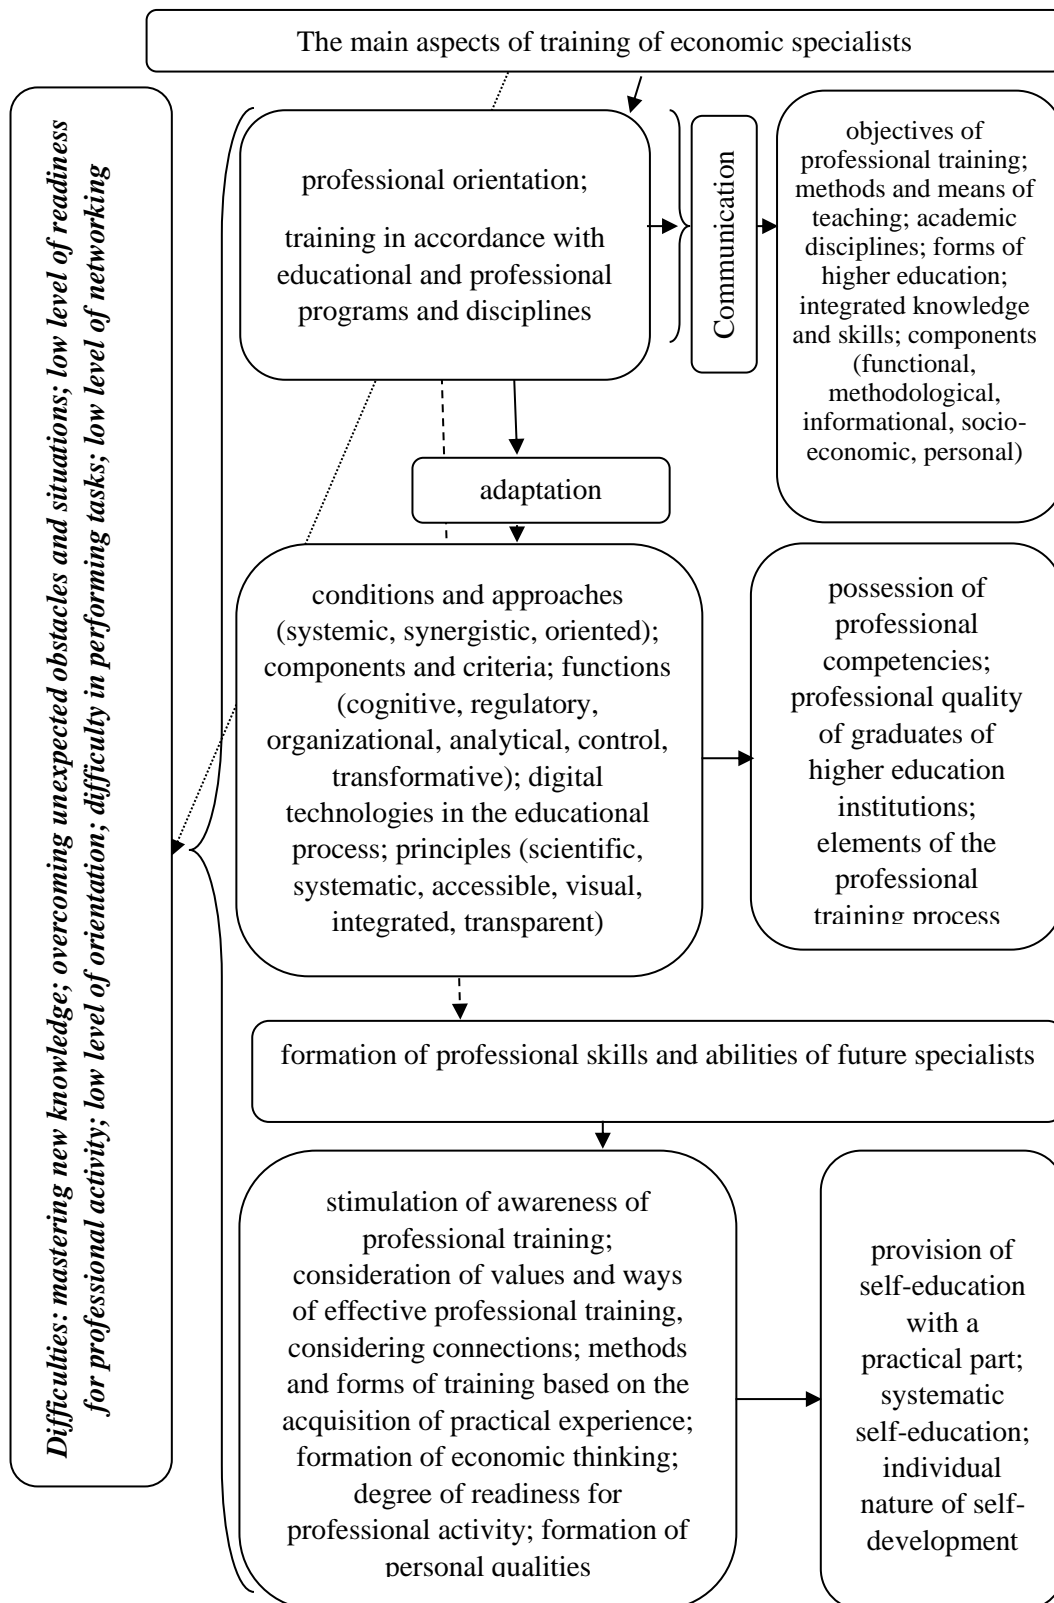 The main aspects of training of economic specialists
Difficulties: mastering new knowledge; overcoming unexpected obstacles and situations; low level of readiness
for professional activity; low level of orientation; difficulty in performing tasks; low level of networking
professional orientation;
training in accordance with
educational and professional
programs and disciplines
Communication
objectives of
professional training;
methods and means of
teaching; academic
disciplines; forms of
higher education;
integrated knowledge
and skills; components
(functional,
methodological,
informational, socio-
economic, personal)
adaptation
conditions and approaches
(systemic, synergistic, oriented);
components and criteria; functions
(cognitive, regulatory,
organizational, analytical, control,
transformative); digital
technologies in the educational
process; principles (scientific,
systematic, accessible, visual,
integrated, transparent)
possession of
professional
competencies;
professional quality
of graduates of
higher education
institutions;
elements of the
professional
training process
formation of professional skills and abilities of future specialists
stimulation of awareness of
professional training;
consideration of values and ways
of effective professional training,
considering connections; methods
and forms of training based on the
acquisition of practical experience;
formation of economic thinking;
degree of readiness for
professional activity; formation of
personal qualities
provision of
self-education
with a
practical part;
systematic
self-education;
individual
nature of self-
development